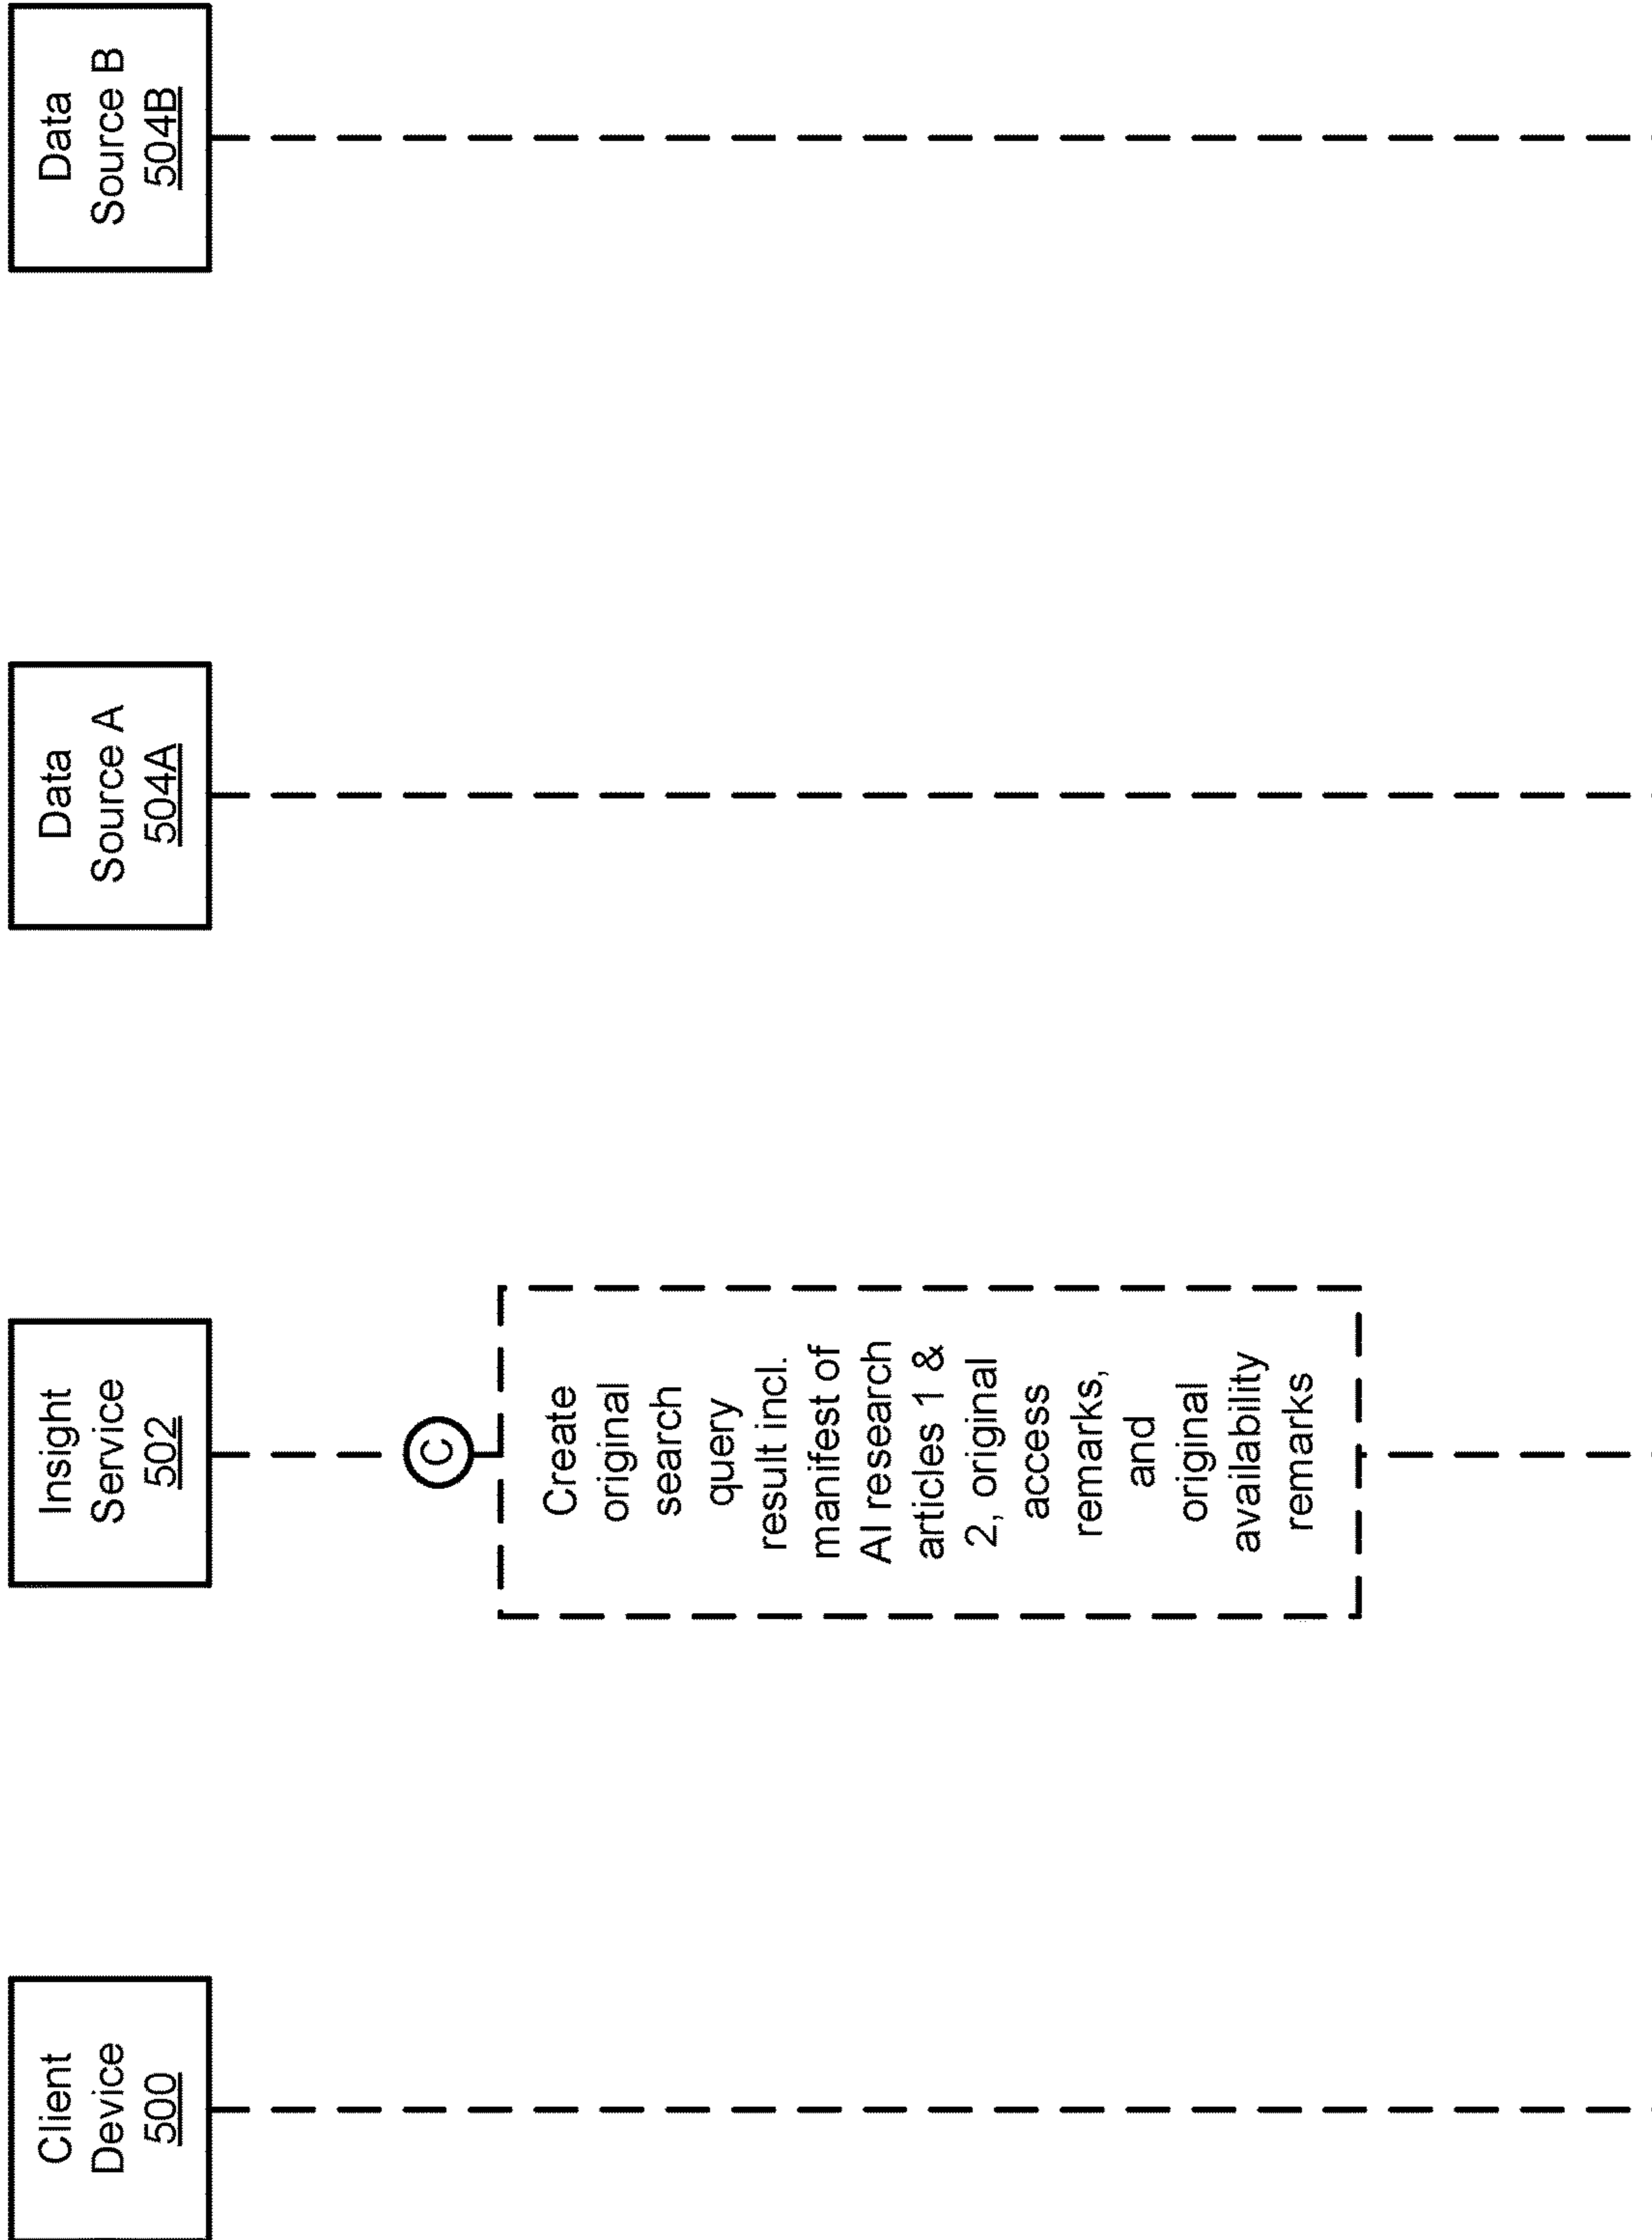 Client
Device
500
Insight
Service
502
Data
Source A
504A
Data
Source B
504B
C
Create
original
search
query
result incl.
manifest of
AI research
articles 1 &
2, original
access
remarks,
and
original
availability
remarks